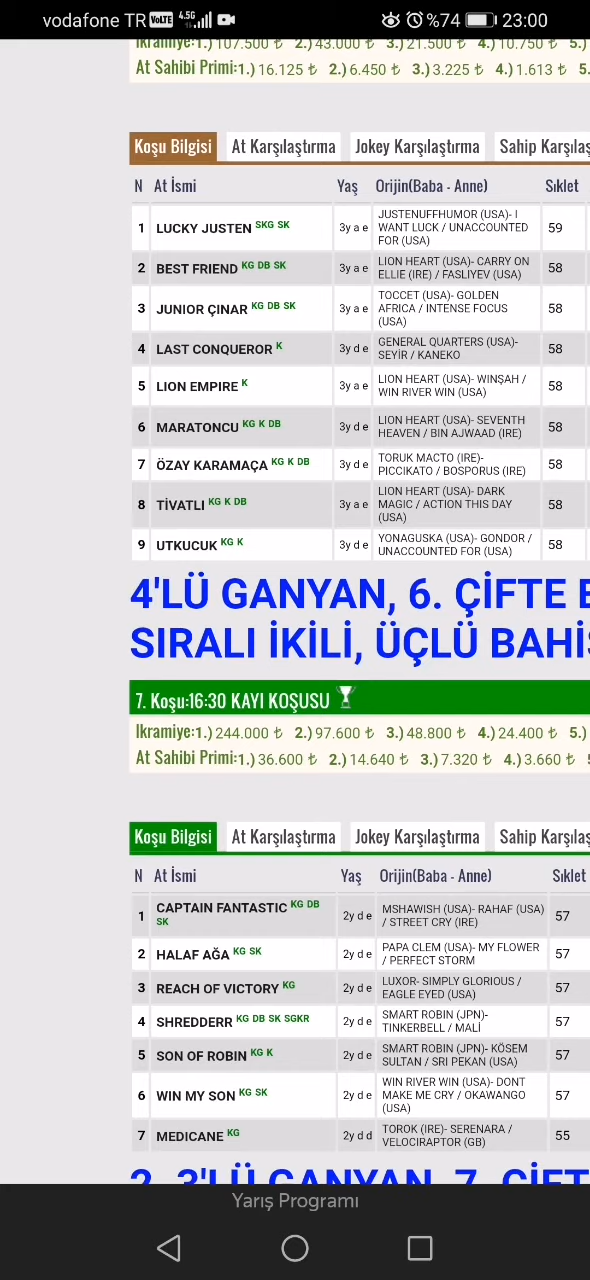 vodafone TR VoLTE 4.5G %74 23:00
İkramiye:1.) 107.500 ₺ 2.) 43.000 ₺ 3.) 21.500 ₺ 4.) 10.750 ₺ 5.)
At Sahibi Primi:1.) 16.125 ₺ 2.) 6.450 ₺ 3.) 3.225 ₺ 4.) 1.613 ₺ 5.
Koşu Bilgisi At Karşılaştırma Jokey Karşılaştırma Sahip Karşılaş
N At İsmi Yaş Orijin(Baba - Anne) Sıklet
JUSTENUFFHUMOR (USA)- I
1 LUCKY JUSTEN SKG SK 3y a e WANT LUCK / UNACCOUNTED 59
FOR (USA)
2 BEST FRIEND KG DB SK 3y a e LION HEART (USA)- CARRY ON 58
ELLIE (IRE) / FASLIYEV (USA)
TOCCET (USA)- GOLDEN
3 JUNIOR ÇINAR KG DB SK 3y a e AFRICA / INTENSE FOCUS 58
(USA)
4 LAST CONQUEROR K 3y d e GENERAL QUARTERS (USA)- 58
SEYİR / KANEKO
5 LION EMPIRE K 3y a e LION HEART (USA)- WINŞAH / 58
WIN RIVER WIN (USA)
6 MARATONCU KG K DB 3y d e LION HEART (USA)- SEVENTH 58
HEAVEN / BIN AJWAAD (IRE)
7 ÖZAY KARAMAÇA KG K DB 3y d e TORUK MACTO (IRE)- 58
PICCIKATO / BOSPORUS (IRE)
LION HEART (USA)- DARK
8 TİVATLI KG K DB 3y a e MAGIC / ACTION THIS DAY 58
(USA)
9 UTKUCUK KG K 3y d e YONAGUSKA (USA)- GONDOR / 58
UNACCOUNTED FOR (USA)
4'LÜ GANYAN, 6. ÇİFTE B
SIRALI İKİLİ, ÜÇLÜ BAHİS
7. Koşu:16:30 KAYI KOŞUSU
İkramiye:1.) 244.000 ₺ 2.) 97.600 ₺ 3.) 48.800 ₺ 4.) 24.400 ₺ 5.)
At Sahibi Primi:1.) 36.600 ₺ 2.) 14.640 ₺ 3.) 7.320 ₺ 4.) 3.660 ₺ 5
Koşu Bilgisi At Karşılaştırma Jokey Karşılaştırma Sahip Karşılaş
N At İsmi Yaş Orijin(Baba - Anne) Sıklet
1 CAPTAIN FANTASTIC KG DB 2y d e MSHAWISH (USA)- RAHAF (USA) 57
SK / STREET CRY (IRE)
2 HALAF AĞA KG SK 2y d e PAPA CLEM (USA)- MY FLOWER 57
/ PERFECT STORM
3 REACH OF VICTORY KG 2y d e LUXOR- SIMPLY GLORIOUS / 57
EAGLE EYED (USA)
4 SHREDDERR KG DB SK SGKR 2y d e SMART ROBIN (JPN)- 57
TINKERBELL / MALİ
5 SON OF ROBIN KG K 2y d e SMART ROBIN (JPN)- KÖSEM 57
SULTAN / SRI PEKAN (USA)
WIN RIVER WIN (USA)- DONT
6 WIN MY SON KG SK 2y d e MAKE ME CRY / OKAWANGO 57
(USA)
7 MEDICANE KG 2y d d TOROK (IRE)- SERENARA / 55
VELOCIRAPTOR (GB)
2. 3'LÜ GANYAN, 7. ÇİFT
Yarış Programı